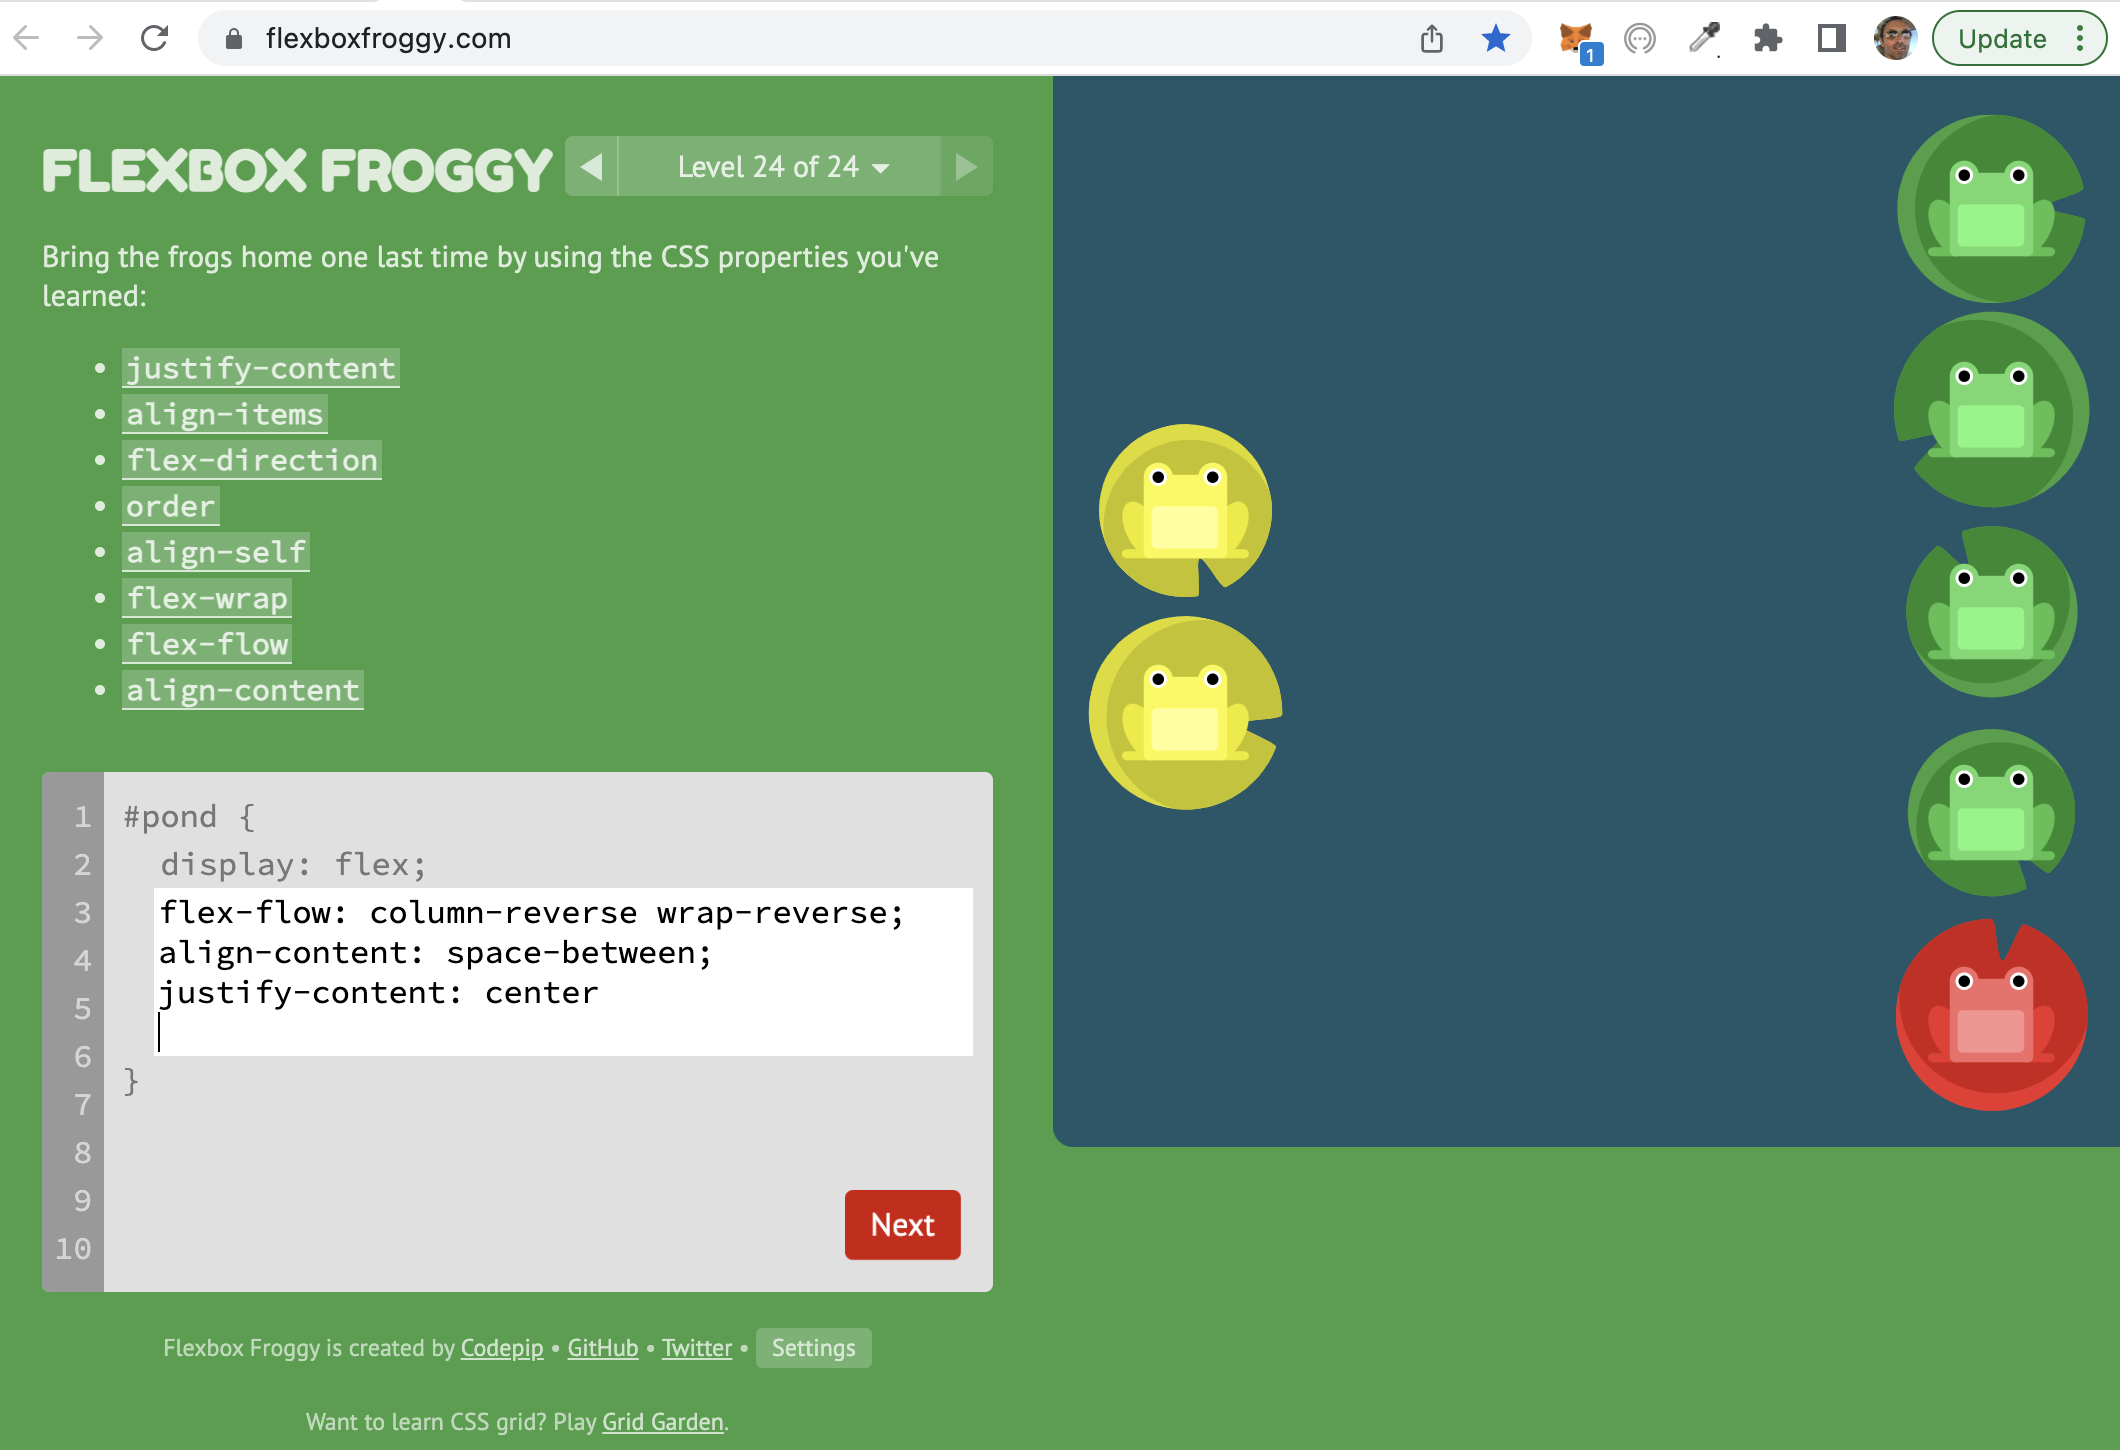 flexboxfroggy.com
1
Update
FLEXBOX FROGGY
Level 24 of 24
Bring the frogs home one last time by using the CSS properties you've
learned:
justify-content
align-items
flex-direction
order
align-self
flex-wrap
flex-flow
align-content
1 #pond {
2 display: flex;
3 flex-flow: column-reverse wrap-reverse;
4 align-content: space-between;
5 justify-content: center
6
7 }
8
9
10
Next
Flexbox Froggy is created by Codepip • GitHub • Twitter • Settings
Want to learn CSS grid? Play Grid Garden.